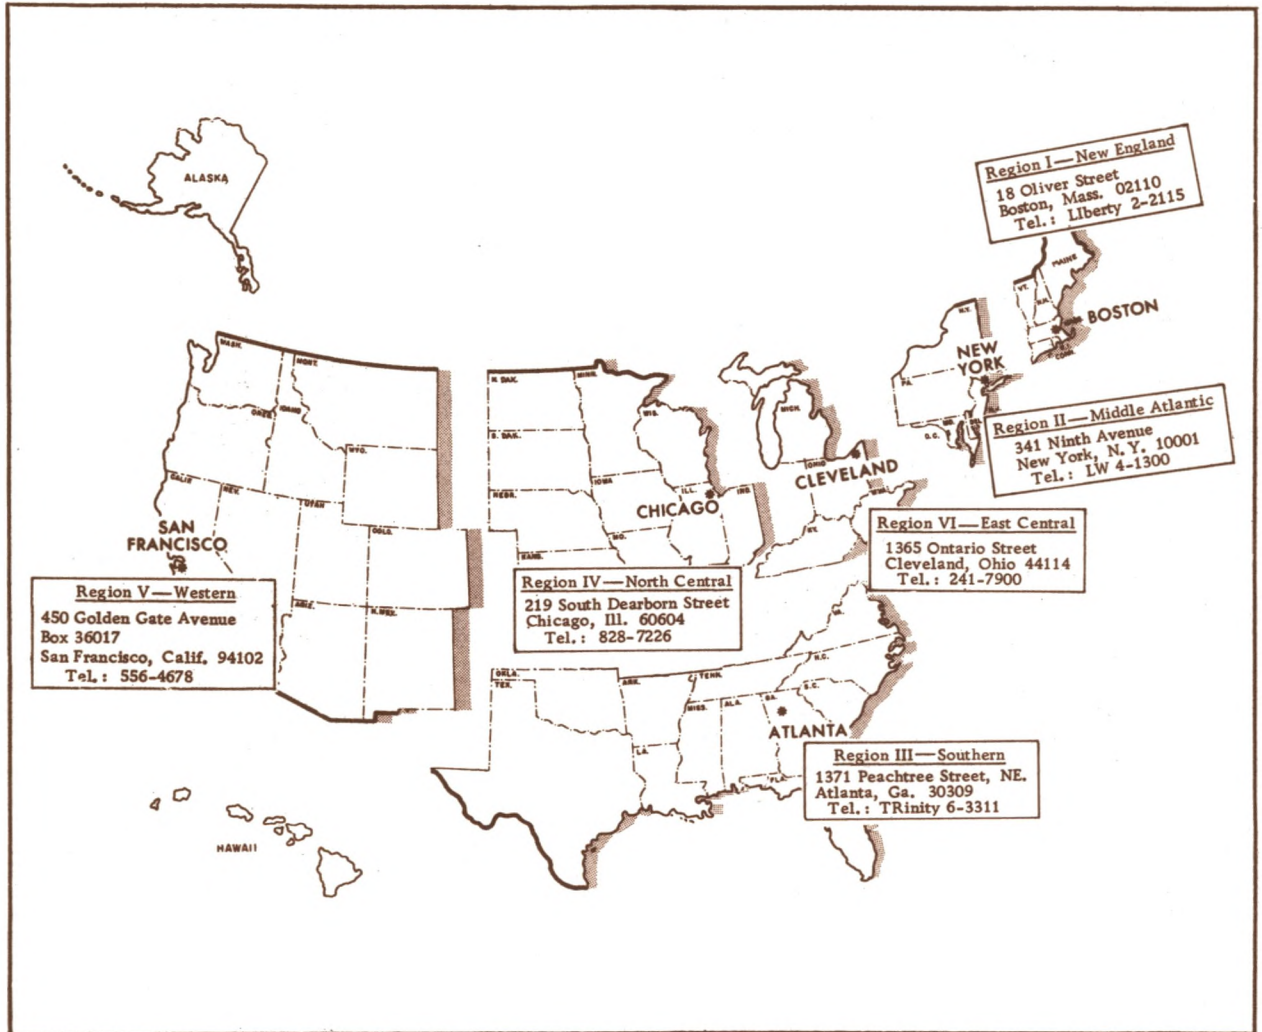 ALASKA
Region I—New England
18 Oliver Street
Boston, Mass. 02110
Tel.: LIberty 2-2115
MAINE
VT.
N.H.
BOSTON
R.I.
CONN.
N.Y.
NEW
YORK
PA.
D.C.
Region II—Middle Atlantic
341 Ninth Avenue
New York, N. Y. 10001
Tel.: LW 4-1300
WASH.
MONT.
OREG.
IDAHO
WYO.
CALIF.
NEV.
UTAH
COLO.
ARIZ.
N. MEX.
SAN
FRANCISCO
Region V—Western
450 Golden Gate Avenue
Box 36017
San Francisco, Calif. 94102
Tel.: 556-4678
N. DAK.
MINN.
S. DAK.
WIS.
NEBR.
IOWA
ILL.
IND.
KANS.
MO.
CHICAGO
Region IV—North Central
219 South Dearborn Street
Chicago, Ill. 60604
Tel.: 828-7226
MICH.
OHIO
CLEVELAND
KY.
Region VI—East Central
1365 Ontario Street
Cleveland, Ohio 44114
Tel.: 241-7900
OKLA.
TEX.
ARK.
TENN.
N.C.
S.C.
MISS.
ALA.
GA.
LA.
FLA.
ATLANTA
Region III—Southern
1371 Peachtree Street, NE.
Atlanta, Ga. 30309
Tel.: TRinity 6-3311
HAWAII